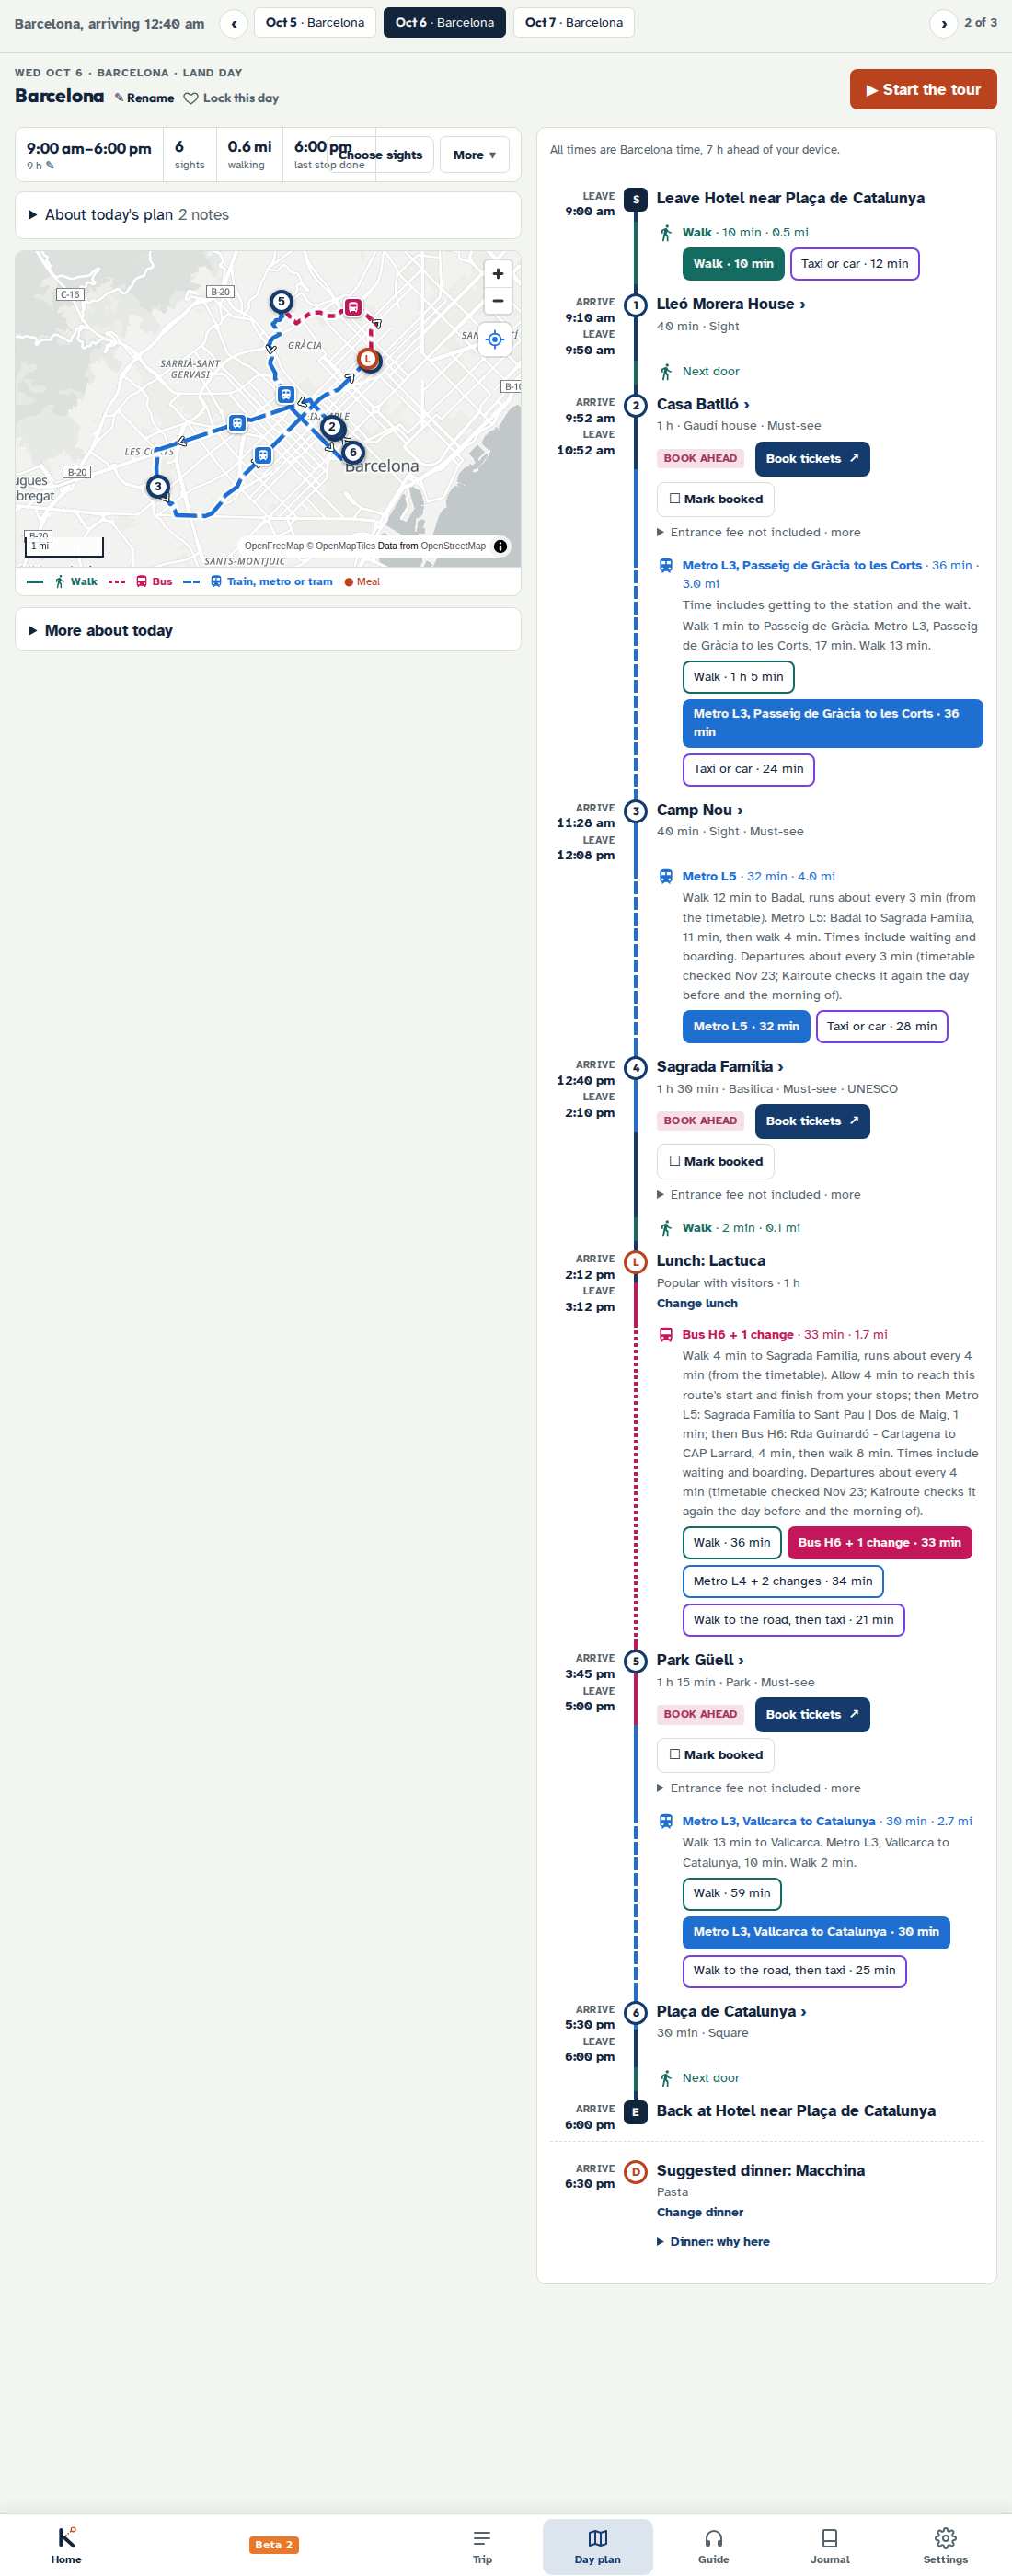 Barcelona, arriving 12:40 am
‹
Oct 5 · Barcelona
Oct 6 · Barcelona
Oct 7 · Barcelona
›
2 of 3
WED OCT 6 · BARCELONA · LAND DAY
Barcelona
✎ Rename
Lock this day
▶ Start the tour
9:00 am–6:00 pm
9 h ✎
6
sights
0.6 mi
walking
6:00 pm
last stop done
Choose sights
More ▾
▶ About today's plan 2 notes
C-16
B-20
SARRIÀ-SANT
GERVASI
GRÀCIA
LES CORTS
B-20
Barcelona
B-20
SANTS-MONTJUIC
5
L
2
6
3
+
−
1 mi
OpenFreeMap © OpenMapTiles Data from OpenStreetMap
Walk
Bus
Train, metro or tram
Meal
▶ More about today
All times are Barcelona time, 7 h ahead of your device.
LEAVE
9:00 am
S
Leave Hotel near Plaça de Catalunya
Walk · 10 min · 0.5 mi
Walk · 10 min
Taxi or car · 12 min
ARRIVE
9:10 am
LEAVE
9:50 am
1
Lleó Morera House ›
40 min · Sight
Next door
ARRIVE
9:52 am
LEAVE
10:52 am
2
Casa Batlló ›
1 h · Gaudí house · Must-see
BOOK AHEAD
Book tickets ↗
☐ Mark booked
▶ Entrance fee not included · more
Metro L3, Passeig de Gràcia to les Corts · 36 min ·
3.0 mi
Time includes getting to the station and the wait.
Walk 1 min to Passeig de Gràcia. Metro L3, Passeig
de Gràcia to les Corts, 17 min. Walk 13 min.
Walk · 1 h 5 min
Metro L3, Passeig de Gràcia to les Corts · 36
min
Taxi or car · 24 min
ARRIVE
11:28 am
LEAVE
12:08 pm
3
Camp Nou ›
40 min · Sight · Must-see
Metro L5 · 32 min · 4.0 mi
Walk 12 min to Badal, runs about every 3 min (from
the timetable). Metro L5: Badal to Sagrada Família,
11 min, then walk 4 min. Times include waiting and
boarding. Departures about every 3 min (timetable
checked Nov 23; Kairoute checks it again the day
before and the morning of).
Metro L5 · 32 min
Taxi or car · 28 min
ARRIVE
12:40 pm
LEAVE
2:10 pm
4
Sagrada Família ›
1 h 30 min · Basilica · Must-see · UNESCO
BOOK AHEAD
Book tickets ↗
☐ Mark booked
▶ Entrance fee not included · more
Walk · 2 min · 0.1 mi
ARRIVE
2:12 pm
LEAVE
3:12 pm
L
Lunch: Lactuca
Popular with visitors · 1 h
Change lunch
Bus H6 + 1 change · 33 min · 1.7 mi
Walk 4 min to Sagrada Família, runs about every 4
min (from the timetable). Allow 4 min to reach this
route's start and finish from your stops; then Metro
L5: Sagrada Família to Sant Pau | Dos de Maig, 1
min; then Bus H6: Rda Guinardó - Cartagena to
CAP Larrard, 4 min, then walk 8 min. Times include
waiting and boarding. Departures about every 4
min (timetable checked Nov 23; Kairoute checks it
again the day before and the morning of).
Walk · 36 min
Bus H6 + 1 change · 33 min
Metro L4 + 2 changes · 34 min
Walk to the road, then taxi · 21 min
ARRIVE
3:45 pm
LEAVE
5:00 pm
5
Park Güell ›
1 h 15 min · Park · Must-see
BOOK AHEAD
Book tickets ↗
☐ Mark booked
▶ Entrance fee not included · more
Metro L3, Vallcarca to Catalunya · 30 min · 2.7 mi
Walk 13 min to Vallcarca. Metro L3, Vallcarca to
Catalunya, 10 min. Walk 2 min.
Walk · 59 min
Metro L3, Vallcarca to Catalunya · 30 min
Walk to the road, then taxi · 25 min
ARRIVE
5:30 pm
LEAVE
6:00 pm
6
Plaça de Catalunya ›
30 min · Square
Next door
ARRIVE
6:00 pm
E
Back at Hotel near Plaça de Catalunya
ARRIVE
6:30 pm
D
Suggested dinner: Macchina
Pasta
Change dinner
▶ Dinner: why here
Home
Beta 2
Trip
Day plan
Guide
Journal
Settings